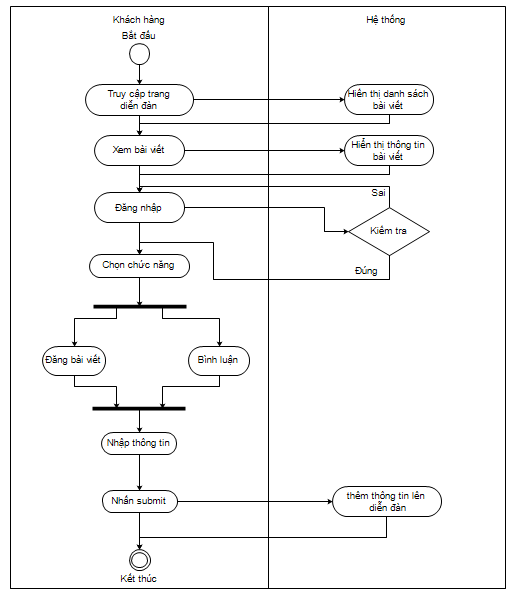 Khách hàng
Hệ thống
Bắt đầu
Truy cập trang
diễn đàn
Hiển thị danh sách
bài viết
Xem bài viết
Hiển thị thông tin
bài viết
Sai
Đăng nhập
Kiểm tra
Chọn chức năng
Đúng
Đăng bài viết
Bình luận
Nhập thông tin
Nhấn submit
thêm thông tin lên
diễn đàn
Kết thúc